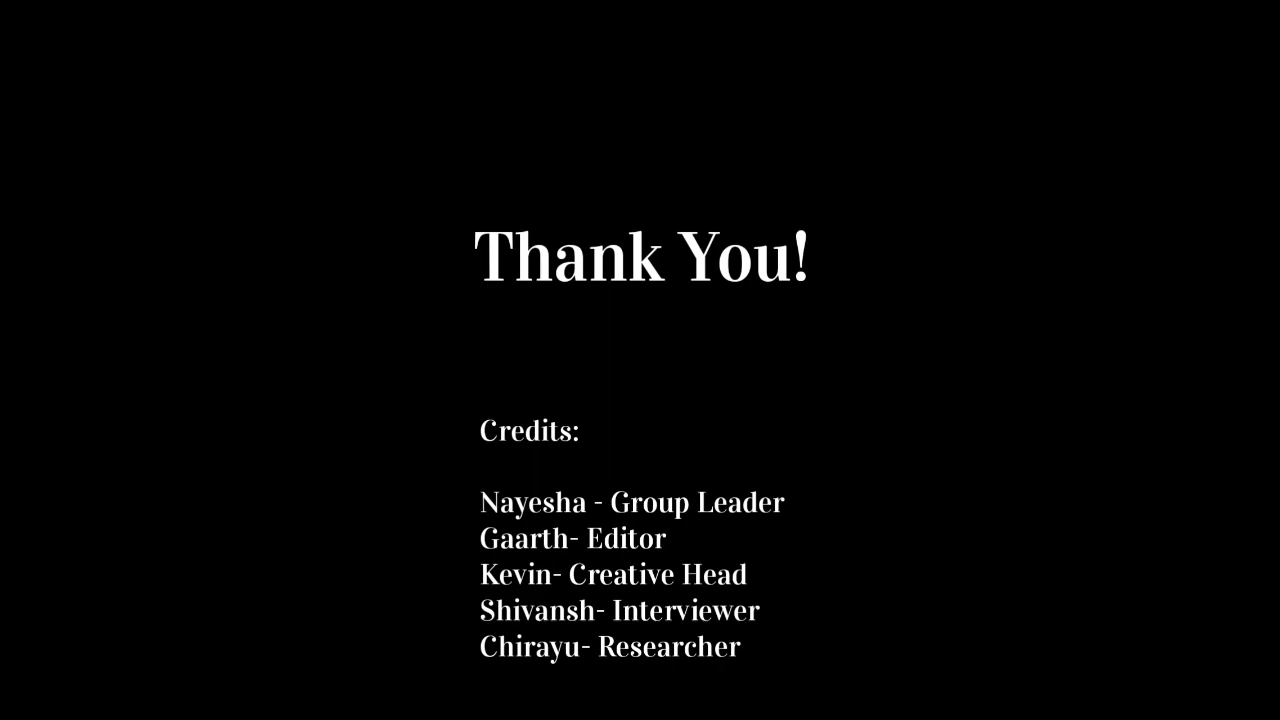 Thank You!
Credits:
Nayesha - Group Leader
Gaarth- Editor
Kevin- Creative Head
Shivansh- Interviewer
Chirayu- Researcher